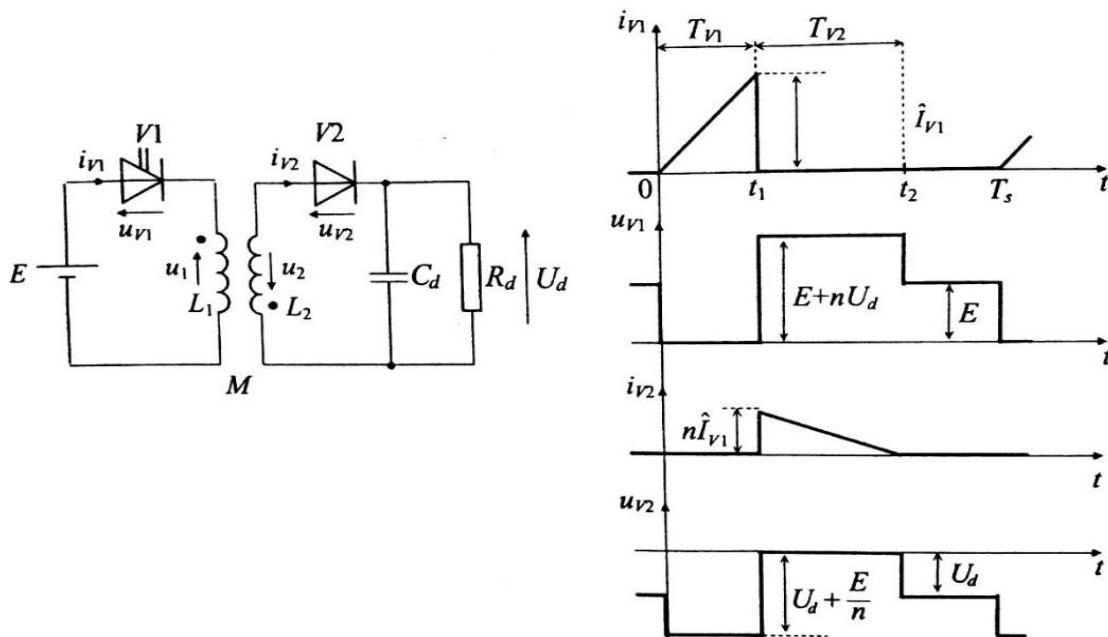 V1
V2
i_{V1}
i_{V2}
u_{V1}
u_{V2}
E
u_1
u_2
L_1
L_2
C_d
R_d
U_d
M
i_{V1}
T_{V1}
T_{V2}
Î_{V1}
0
t_1
t_2
T_s
t
u_{V1}
E+nU_d
E
t
i_{V2}
nÎ_{V1}
t
u_{V2}
t
U_d + \frac{E}{n}
U_d